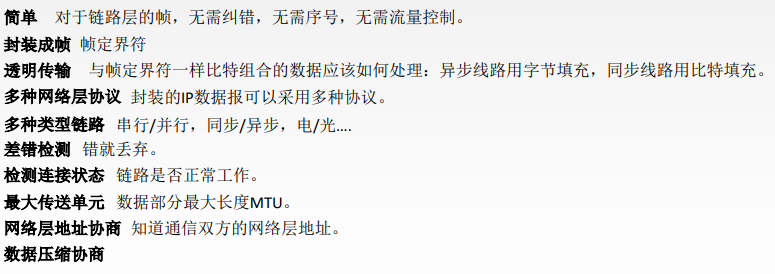 简单 对于链路层的帧，无需纠错，无需序号，无需流量控制。
封装成帧 帧定界符
透明传输 与帧定界符一样比特组合的数据应该如何处理：异步线路用字节填充，同步线路用比特填充。
多种网络层协议 封装的IP数据报可以采用多种协议。
多种类型链路 串行/并行，同步/异步，电/光....
差错检测 错就丢弃。
检测连接状态 链路是否正常工作。
最大传送单元 数据部分最大长度MTU。
网络层地址协商 知道通信双方的网络层地址。
数据压缩协商